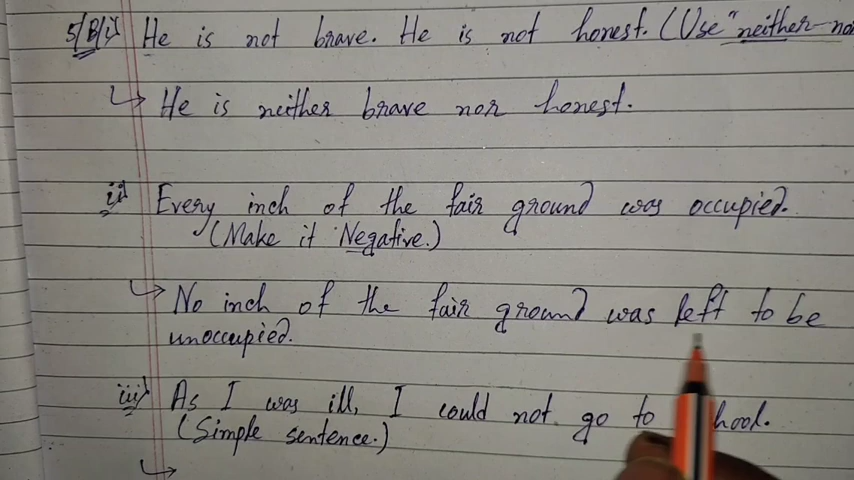 5/B/i) He is not brave. He is not honest. (Use "neither-nor
↳ He is neither brave nor honest.
ii) Every inch of the fair ground was occupied.
(Make it Negative.)
↳ No inch of the fair ground was left to be
unoccupied.
iii) As I was ill, I could not go to hool.
(Simple sentence.)
↳